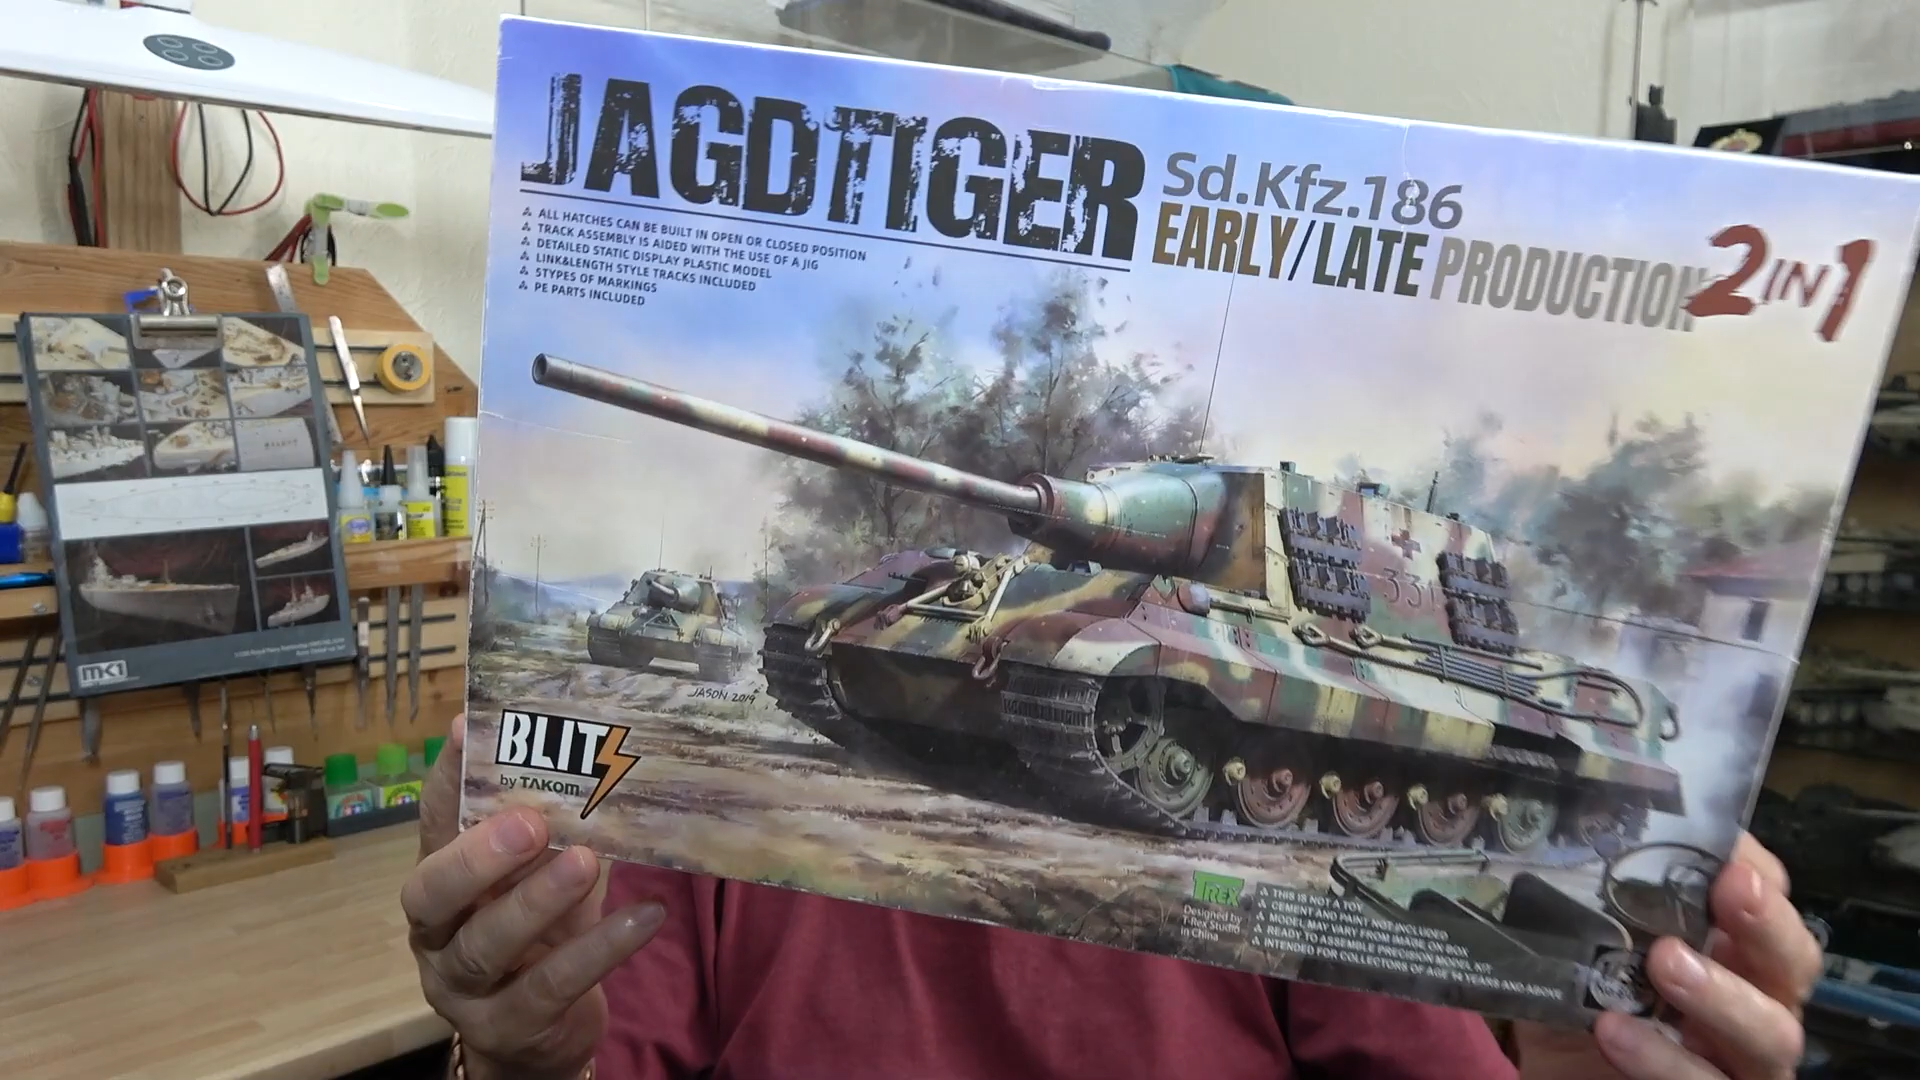 JAGDTIGER
Sd.Kfz.186
EARLY/LATE PRODUCTION
2 IN 1
ALL HATCHES CAN BE BUILT IN OPEN OR CLOSED POSITION
TRACK ASSEMBLY IS AIDED WITH THE USE OF A JIG
DETAILED STATIC DISPLAY PLASTIC MODEL
LINK&LENGTH STYLE TRACKS INCLUDED
5TYPES OF MARKINGS
PE PARTS INCLUDED
331
JASON 2019
BLITZ
by TAKOM
T-REX
Designed by
T-Rex Studio
in China
THIS IS NOT A TOY
CEMENT AND PAINT NOT INCLUDED
MODEL MAY VARY FROM IMAGE ON BOX
READY TO ASSEMBLE PRECISION MODEL KIT
INTENDED FOR COLLECTORS OF AGE 14 YEARS AND ABOVE
MK1